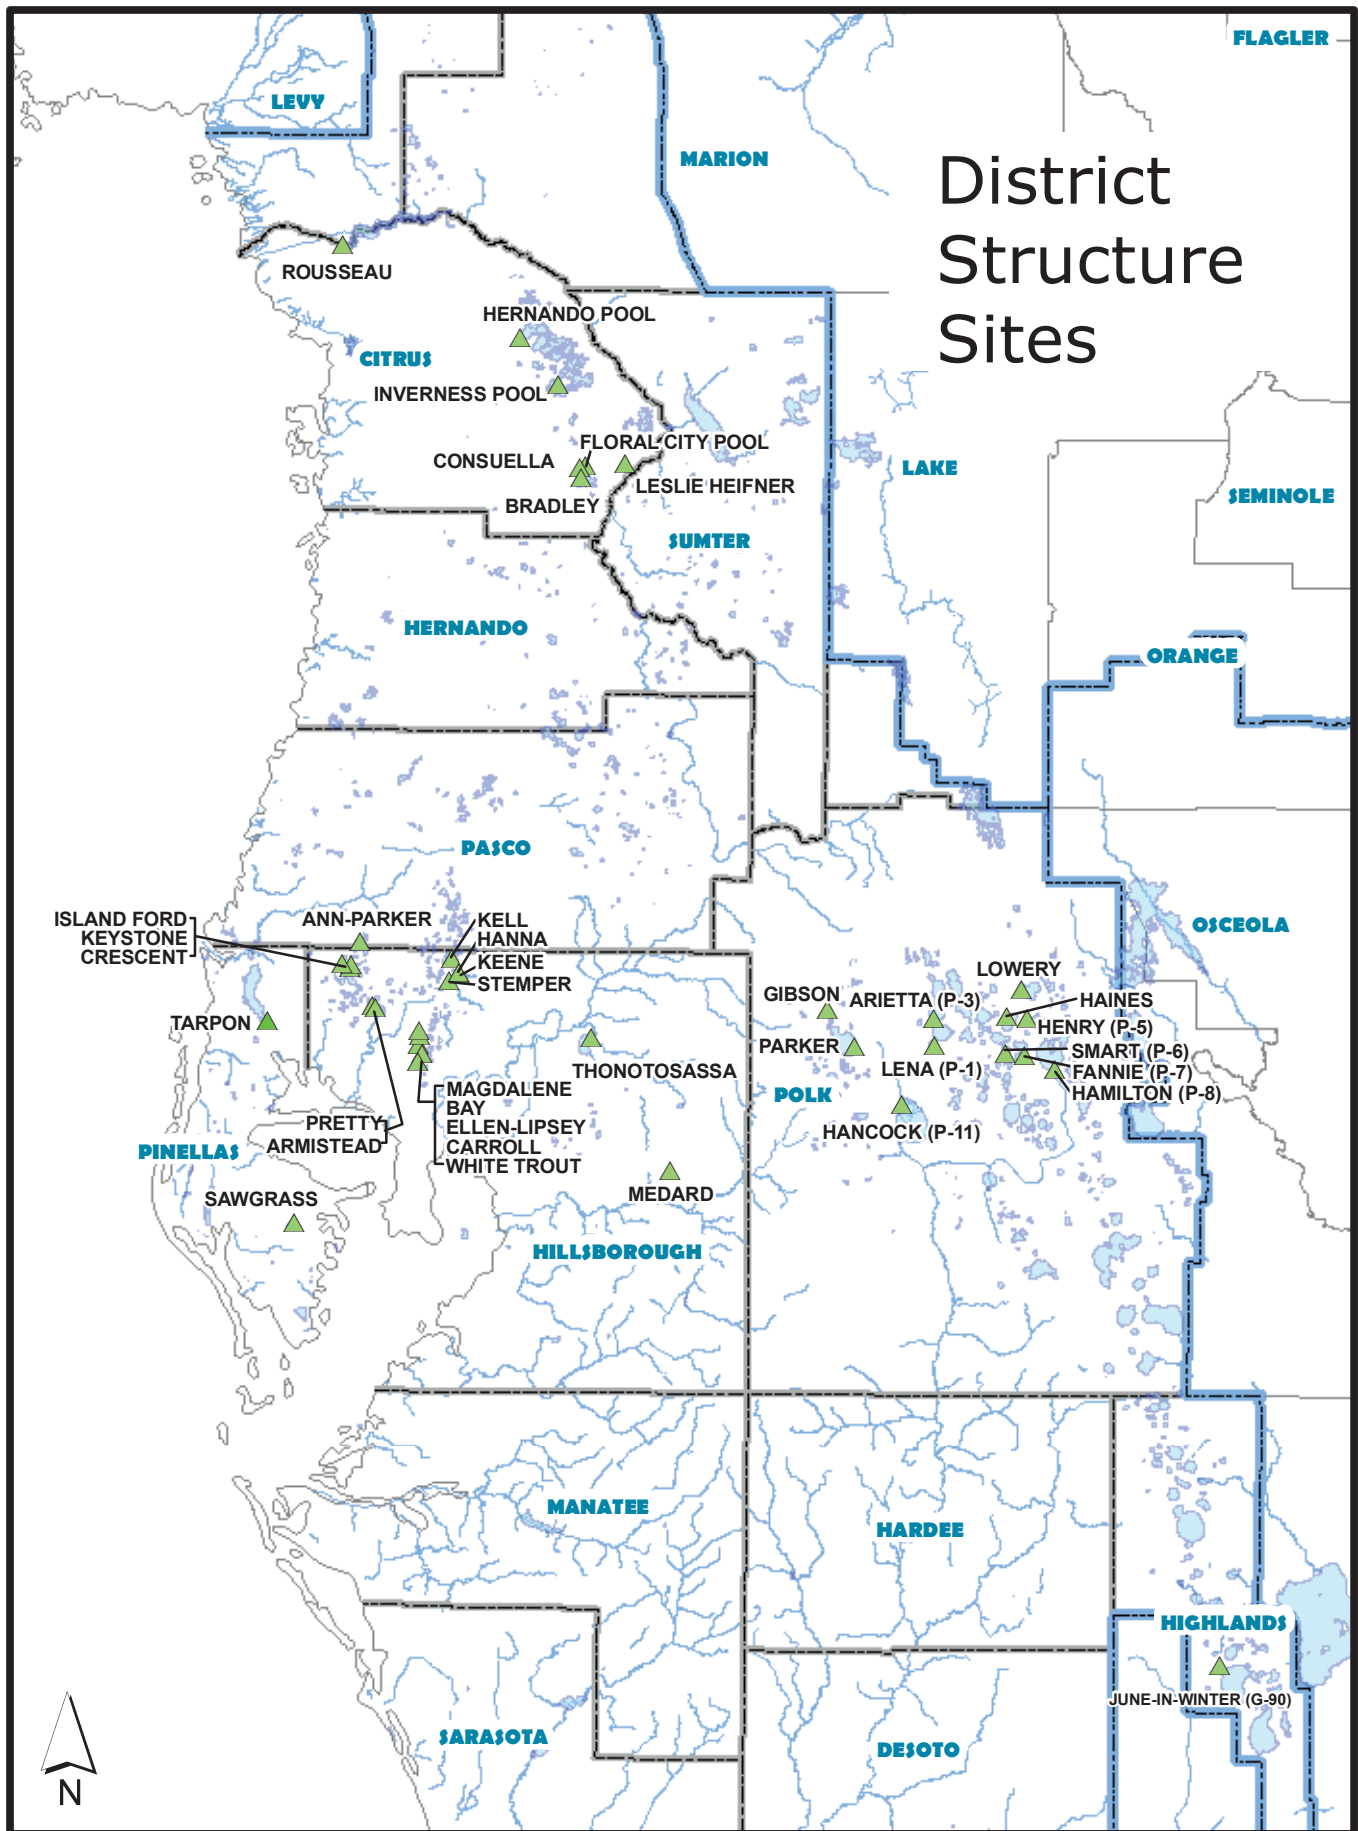 FLAGLER
LEVY
MARION
District
Structure
Sites
ROUSSEAU
HERNANDO POOL
CITRUS
INVERNESS POOL
FLORAL CITY POOL
CONSUELLA
LAKE
LESLIE HEIFNER
SEMINOLE
BRADLEY
SUMTER
HERNANDO
ORANGE
PASCO
ISLAND FORD
KEYSTONE
CRESCENT
ANN-PARKER
KELL
HANNA
KEENE
STEMPER
OSCEOLA
LOWERY
GIBSON
ARIETTA (P-3)
HAINES
TARPON
HENRY (P-5)
PARKER
SMART (P-6)
THONOTOSASSA
LENA (P-1)
FANNIE (P-7)
HAMILTON (P-8)
POLK
MAGDALENE
BAY
ELLEN-LIPSEY
CARROLL
WHITE TROUT
PRETTY
ARMISTEAD
HANCOCK (P-11)
PINELLAS
SAWGRASS
MEDARD
HILLSBOROUGH
MANATEE
HARDEE
HIGHLANDS
JUNE-IN-WINTER (G-90)
SARASOTA
DESOTO
N